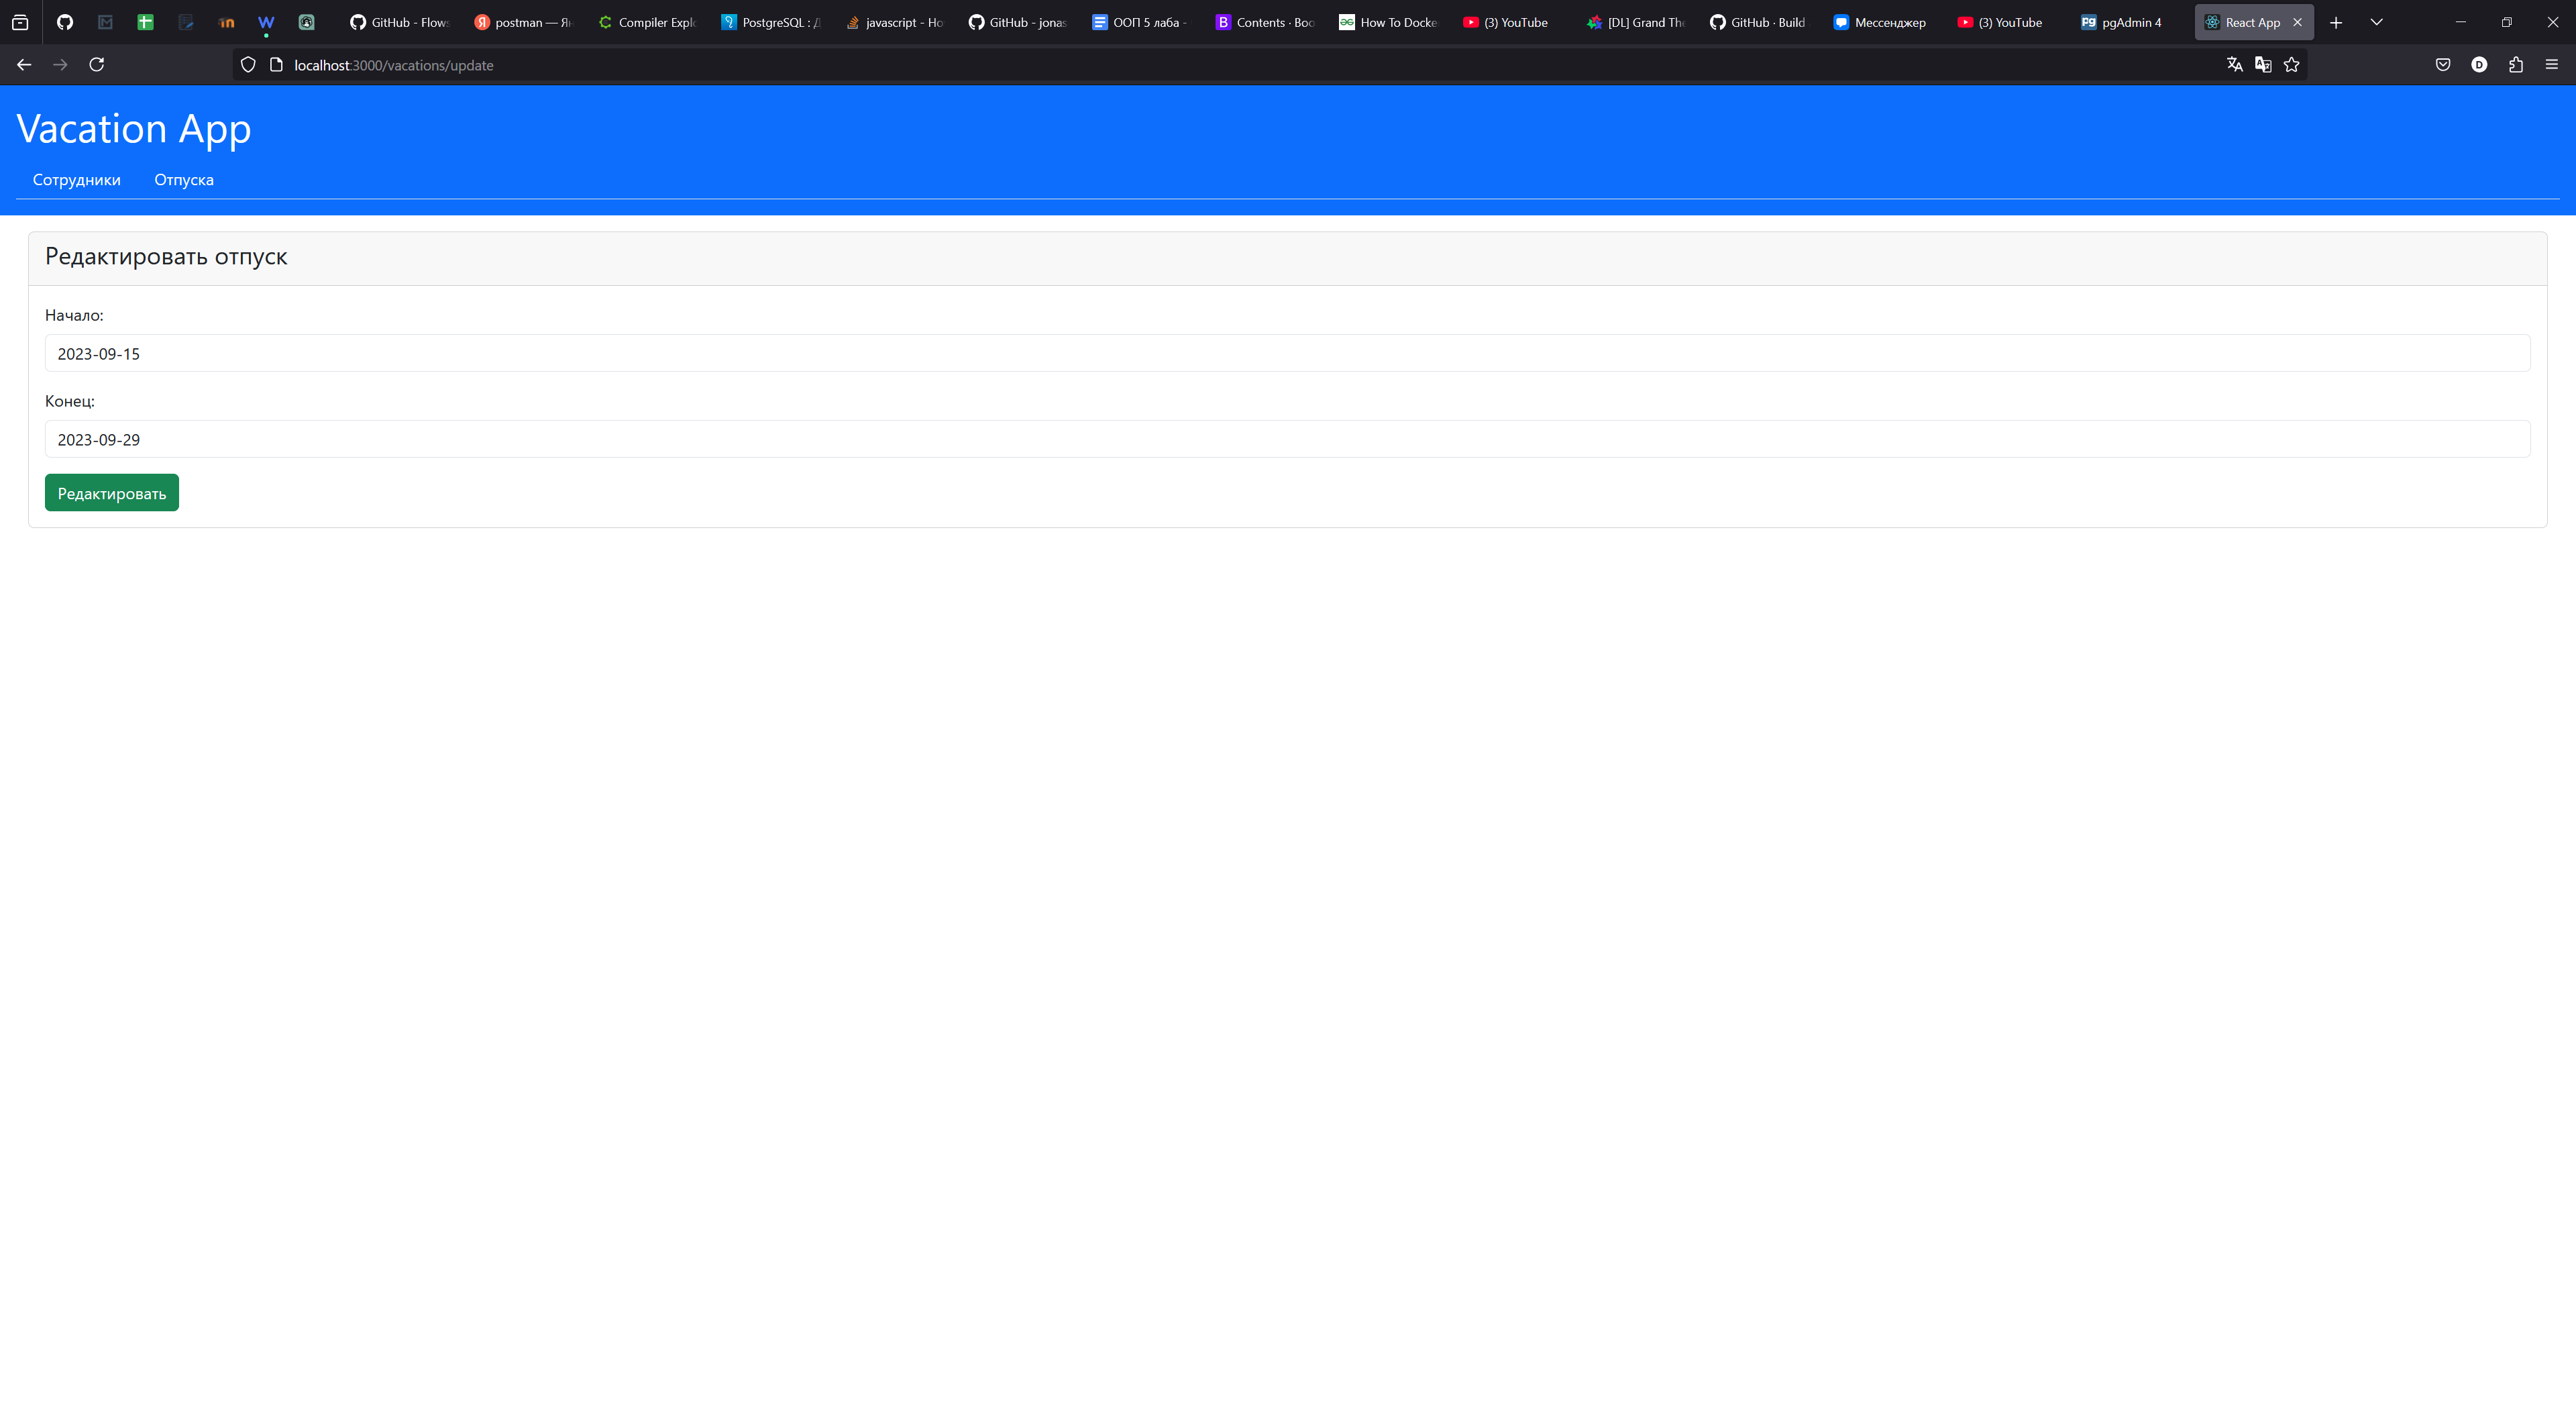 GitHub - Flows
postman — Ян
Compiler Explo
PostgreSQL : Д
javascript - Ho
GitHub - jonas
ООП 5 лаба -
Contents · Boo
How To Docke
(3) YouTube
[DL] Grand The
GitHub · Build
Мессенджер
(3) YouTube
pgAdmin 4
React App
localhost:3000/vacations/update
Vacation App
Сотрудники Отпуска
Редактировать отпуск
Начало:
2023-09-15
Конец:
2023-09-29
Редактировать